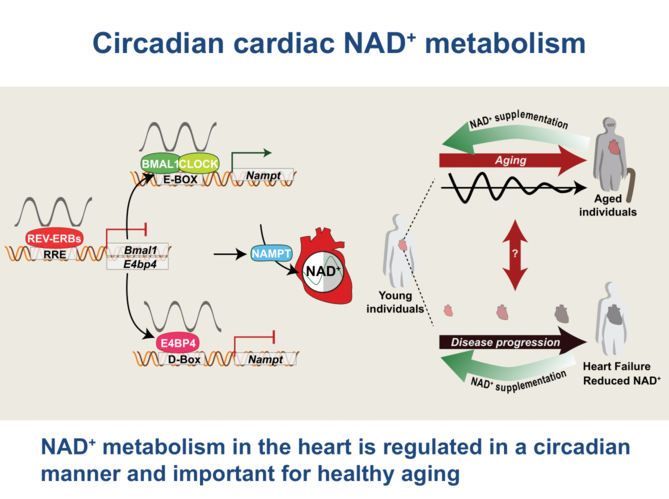 Circadian cardiac NAD⁺ metabolism
BMAL1 CLOCK
E-BOX
Nampt
REV-ERBs
RRE
Bmal1
E4bp4
E4BP4
D-Box
Nampt
NAMPT
NAD⁺
Young
individuals
NAD⁺ supplementation
Aging
Aged
individuals
?
Disease progression
NAD⁺ supplementation
Heart Failure
Reduced NAD⁺
NAD⁺ metabolism in the heart is regulated in a circadian
manner and important for healthy aging